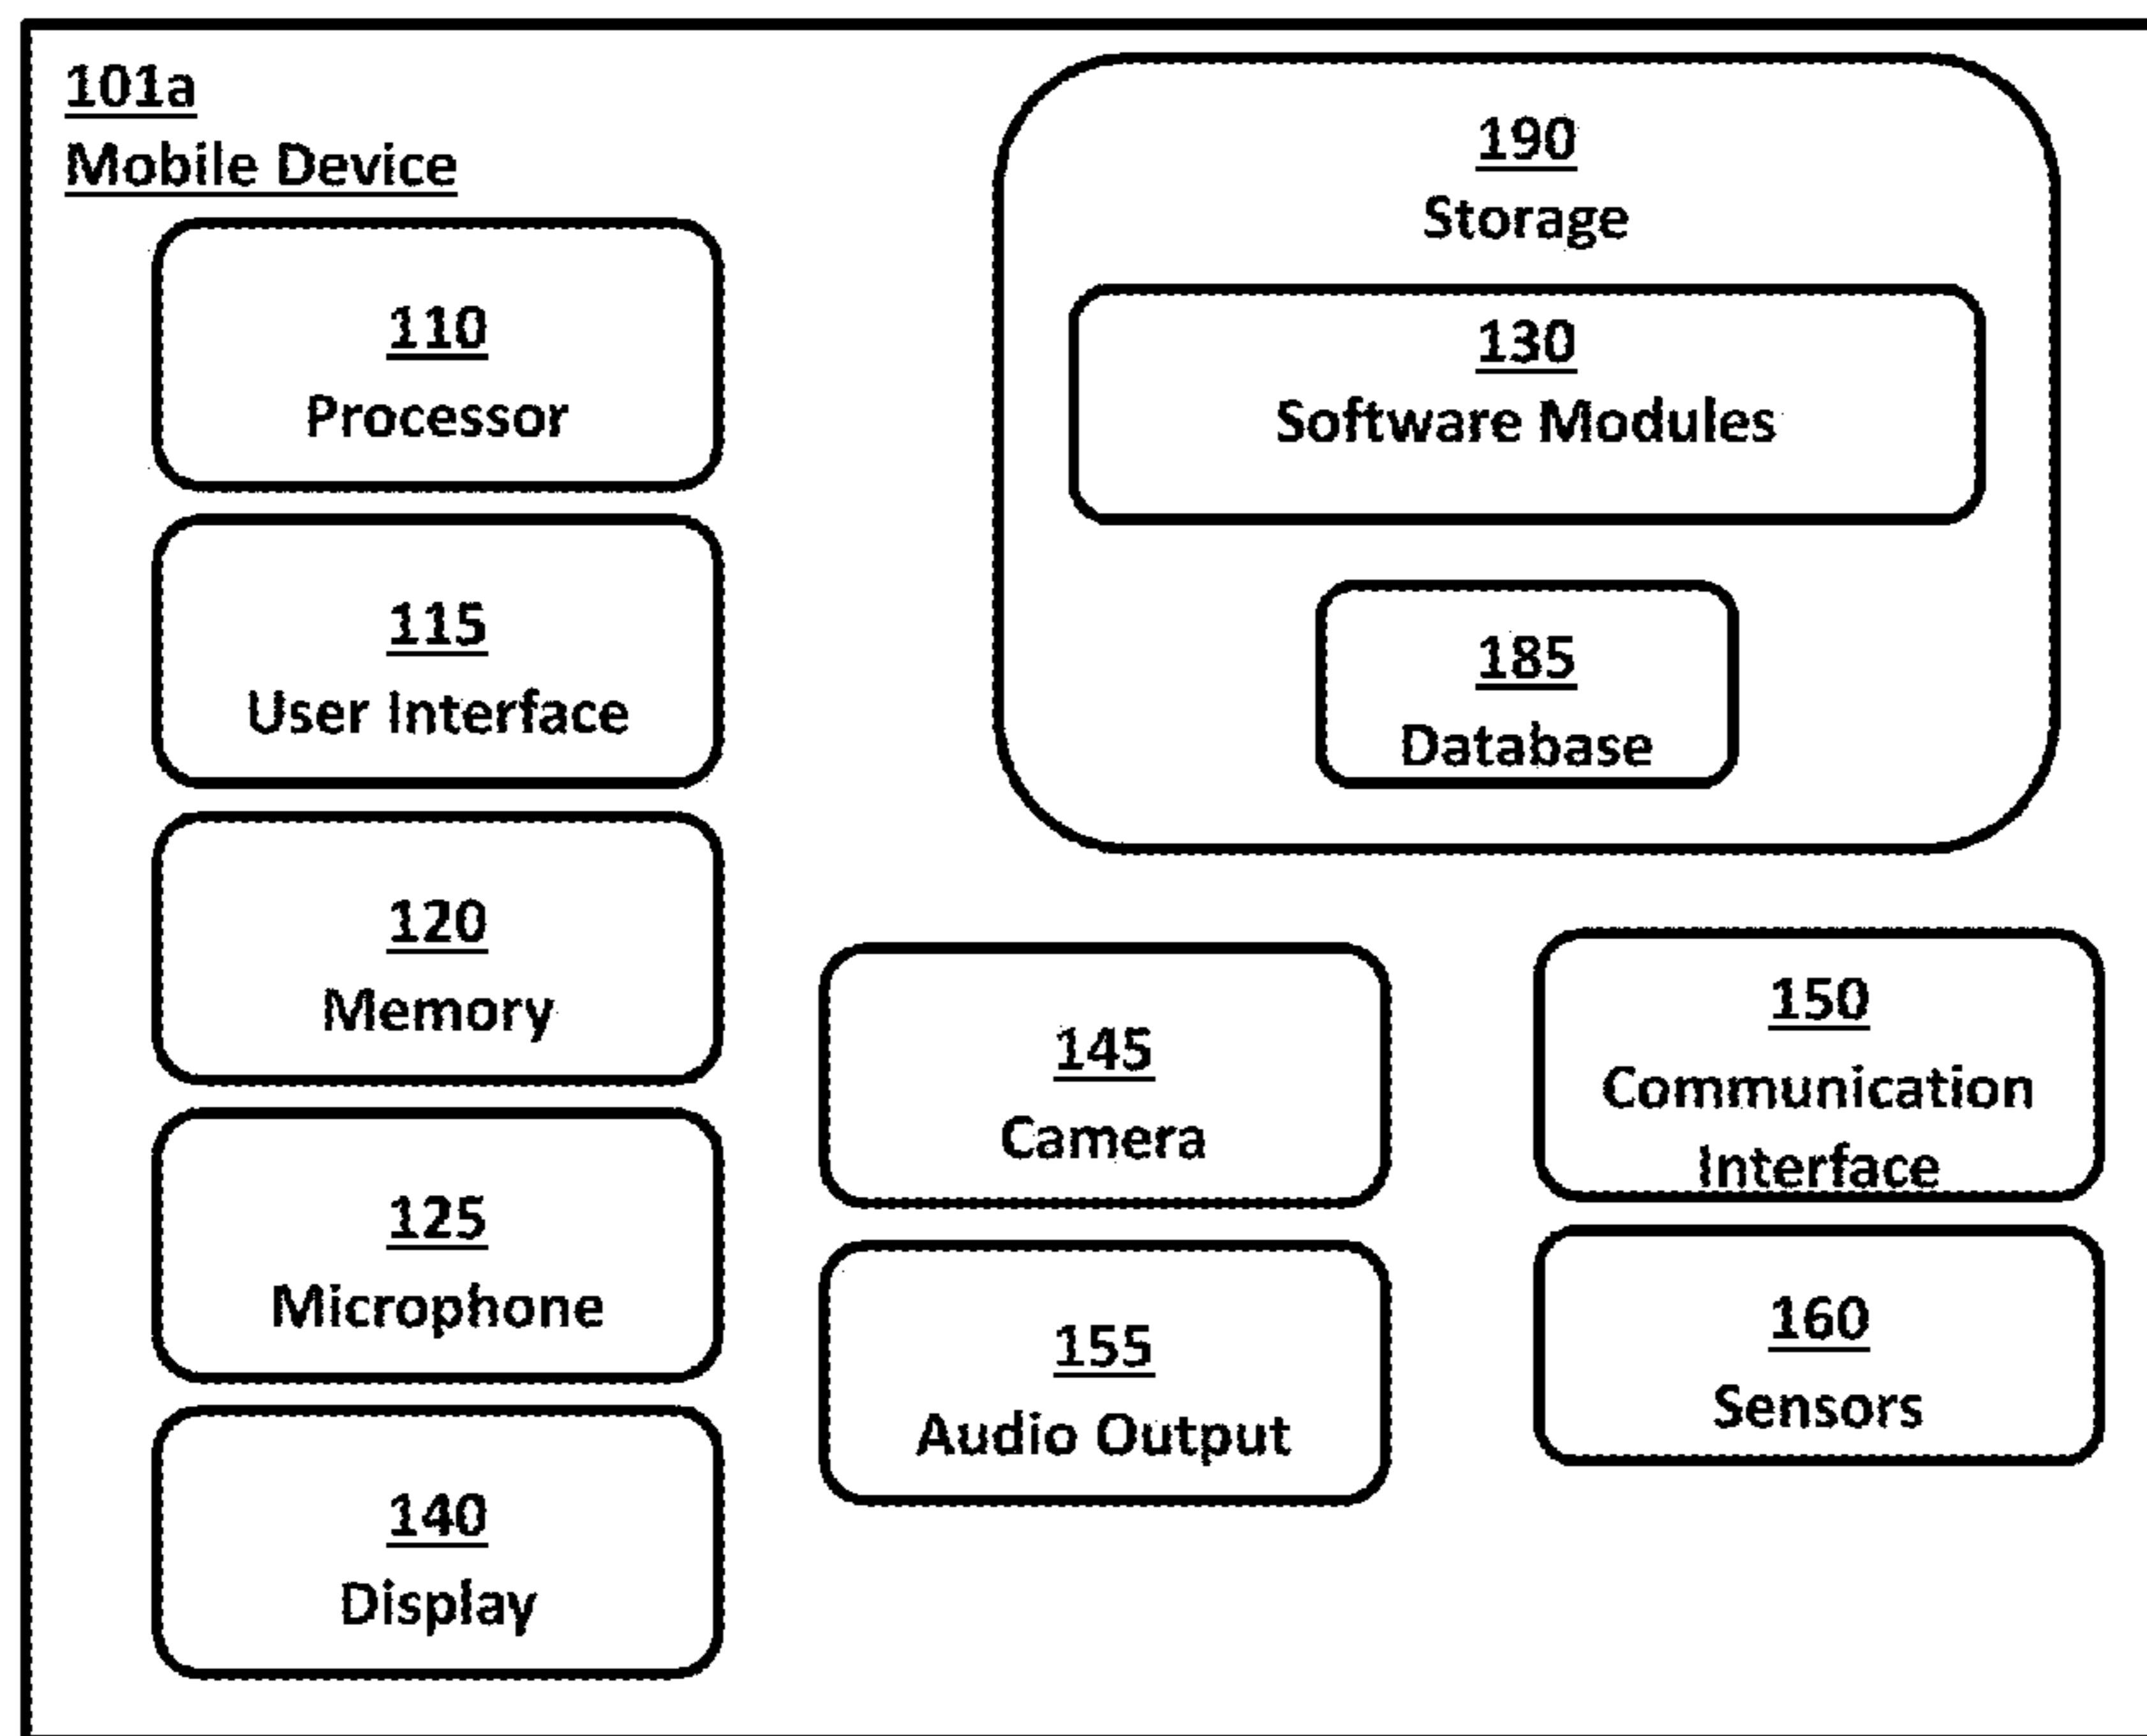 101a
Mobile Device
110
Processor
115
User Interface
120
Memory
125
Microphone
140
Display
190
Storage
130
Software Modules
185
Database
145
Camera
155
Audio Output
150
Communication
Interface
160
Sensors